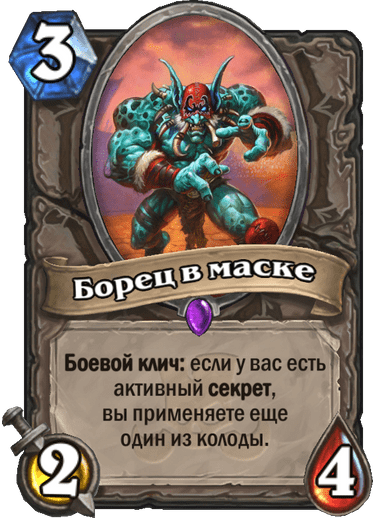 3
Борец в маске
Боевой клич: если у вас есть
активный секрет,
вы применяете еще
один из колоды.
2
4